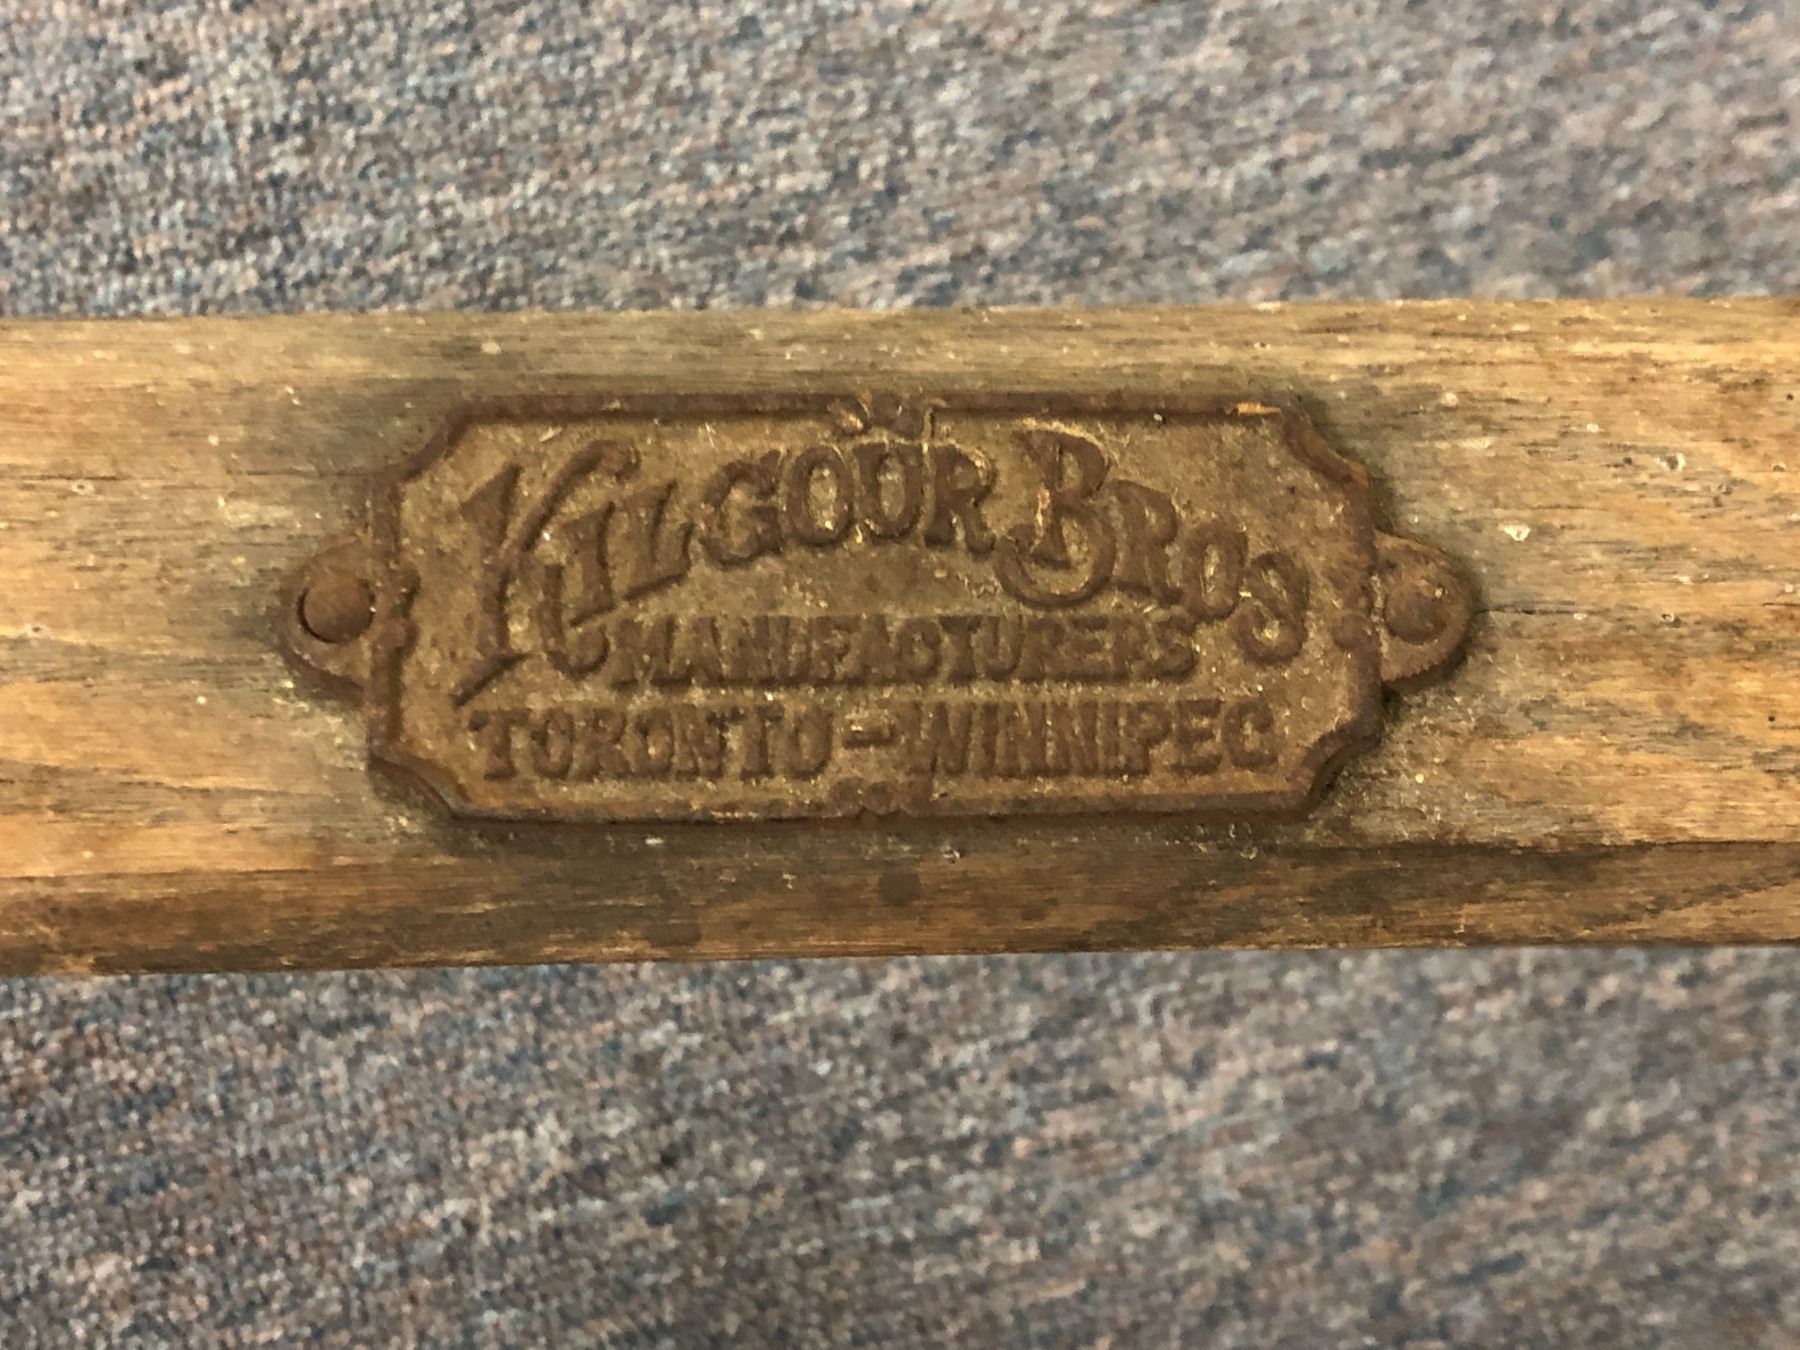 KILGOUR BROS
MANUFACTURERS
TORONTO - WINNIPEG